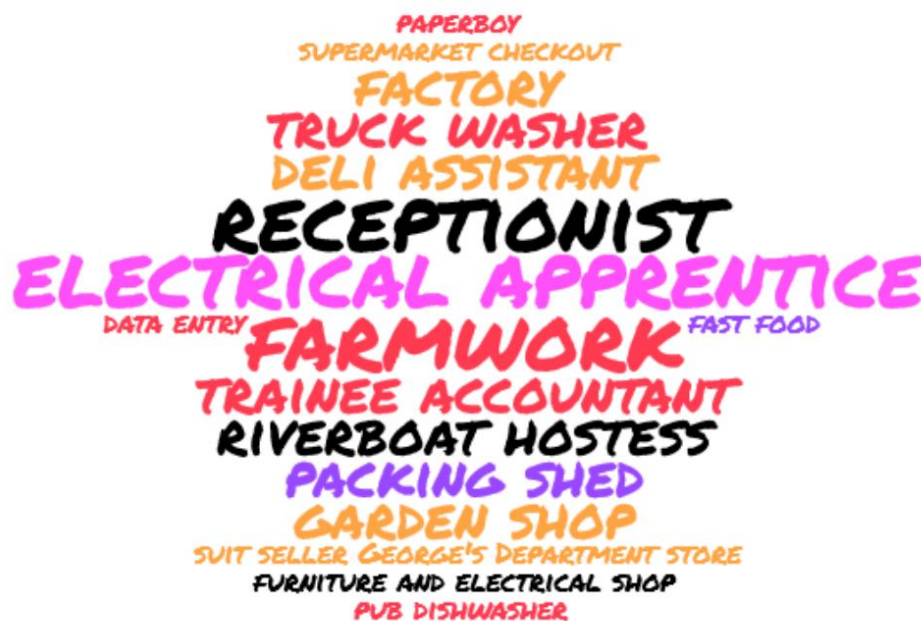 PAPERBOY
SUPERMARKET CHECKOUT
FACTORY
TRUCK WASHER
DELI ASSISTANT
RECEPTIONIST
ELECTRICAL APPRENTICE
DATA ENTRY
FAST FOOD
FARMWORK
TRAINEE ACCOUNTANT
RIVERBOAT HOSTESS
PACKING SHED
GARDEN SHOP
SUIT SELLER GEORGE'S DEPARTMENT STORE
FURNITURE AND ELECTRICAL SHOP
PUB DISHWASHER